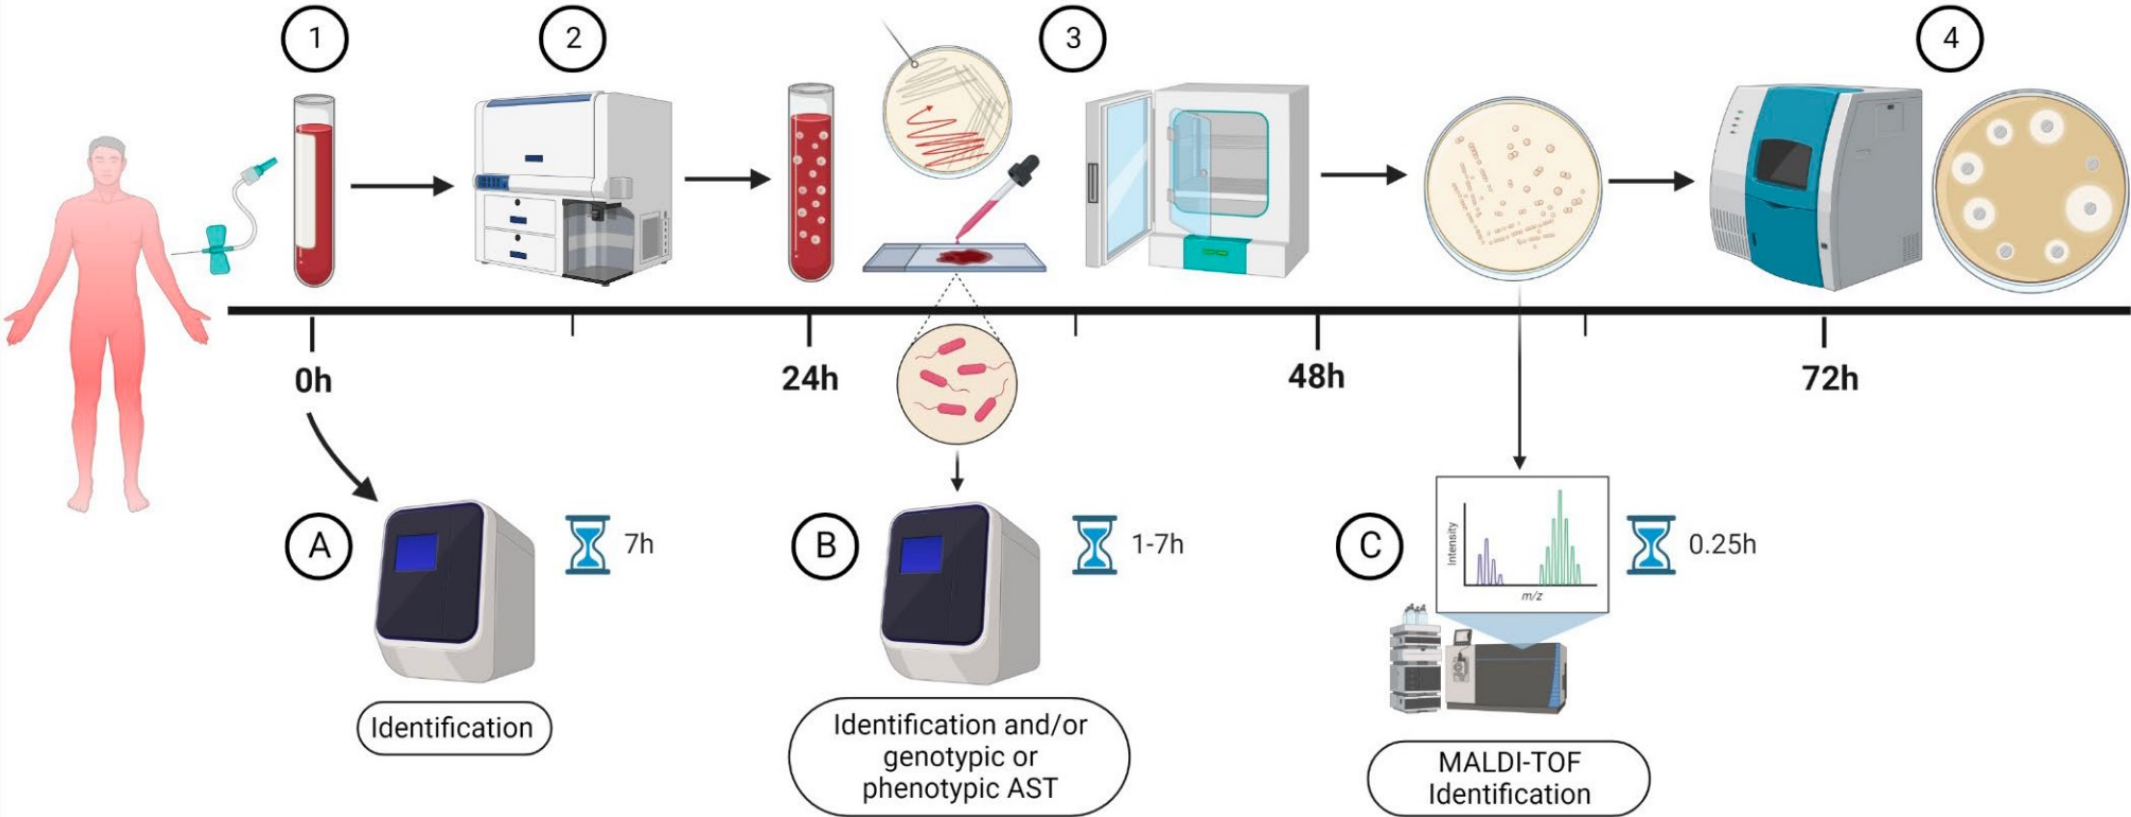 1
2
3
4
0h
24h
48h
72h
A
7h
B
1-7h
C
Intensity
m/z
0.25h
Identification
Identification and/or
genotypic or
phenotypic AST
MALDI-TOF
Identification